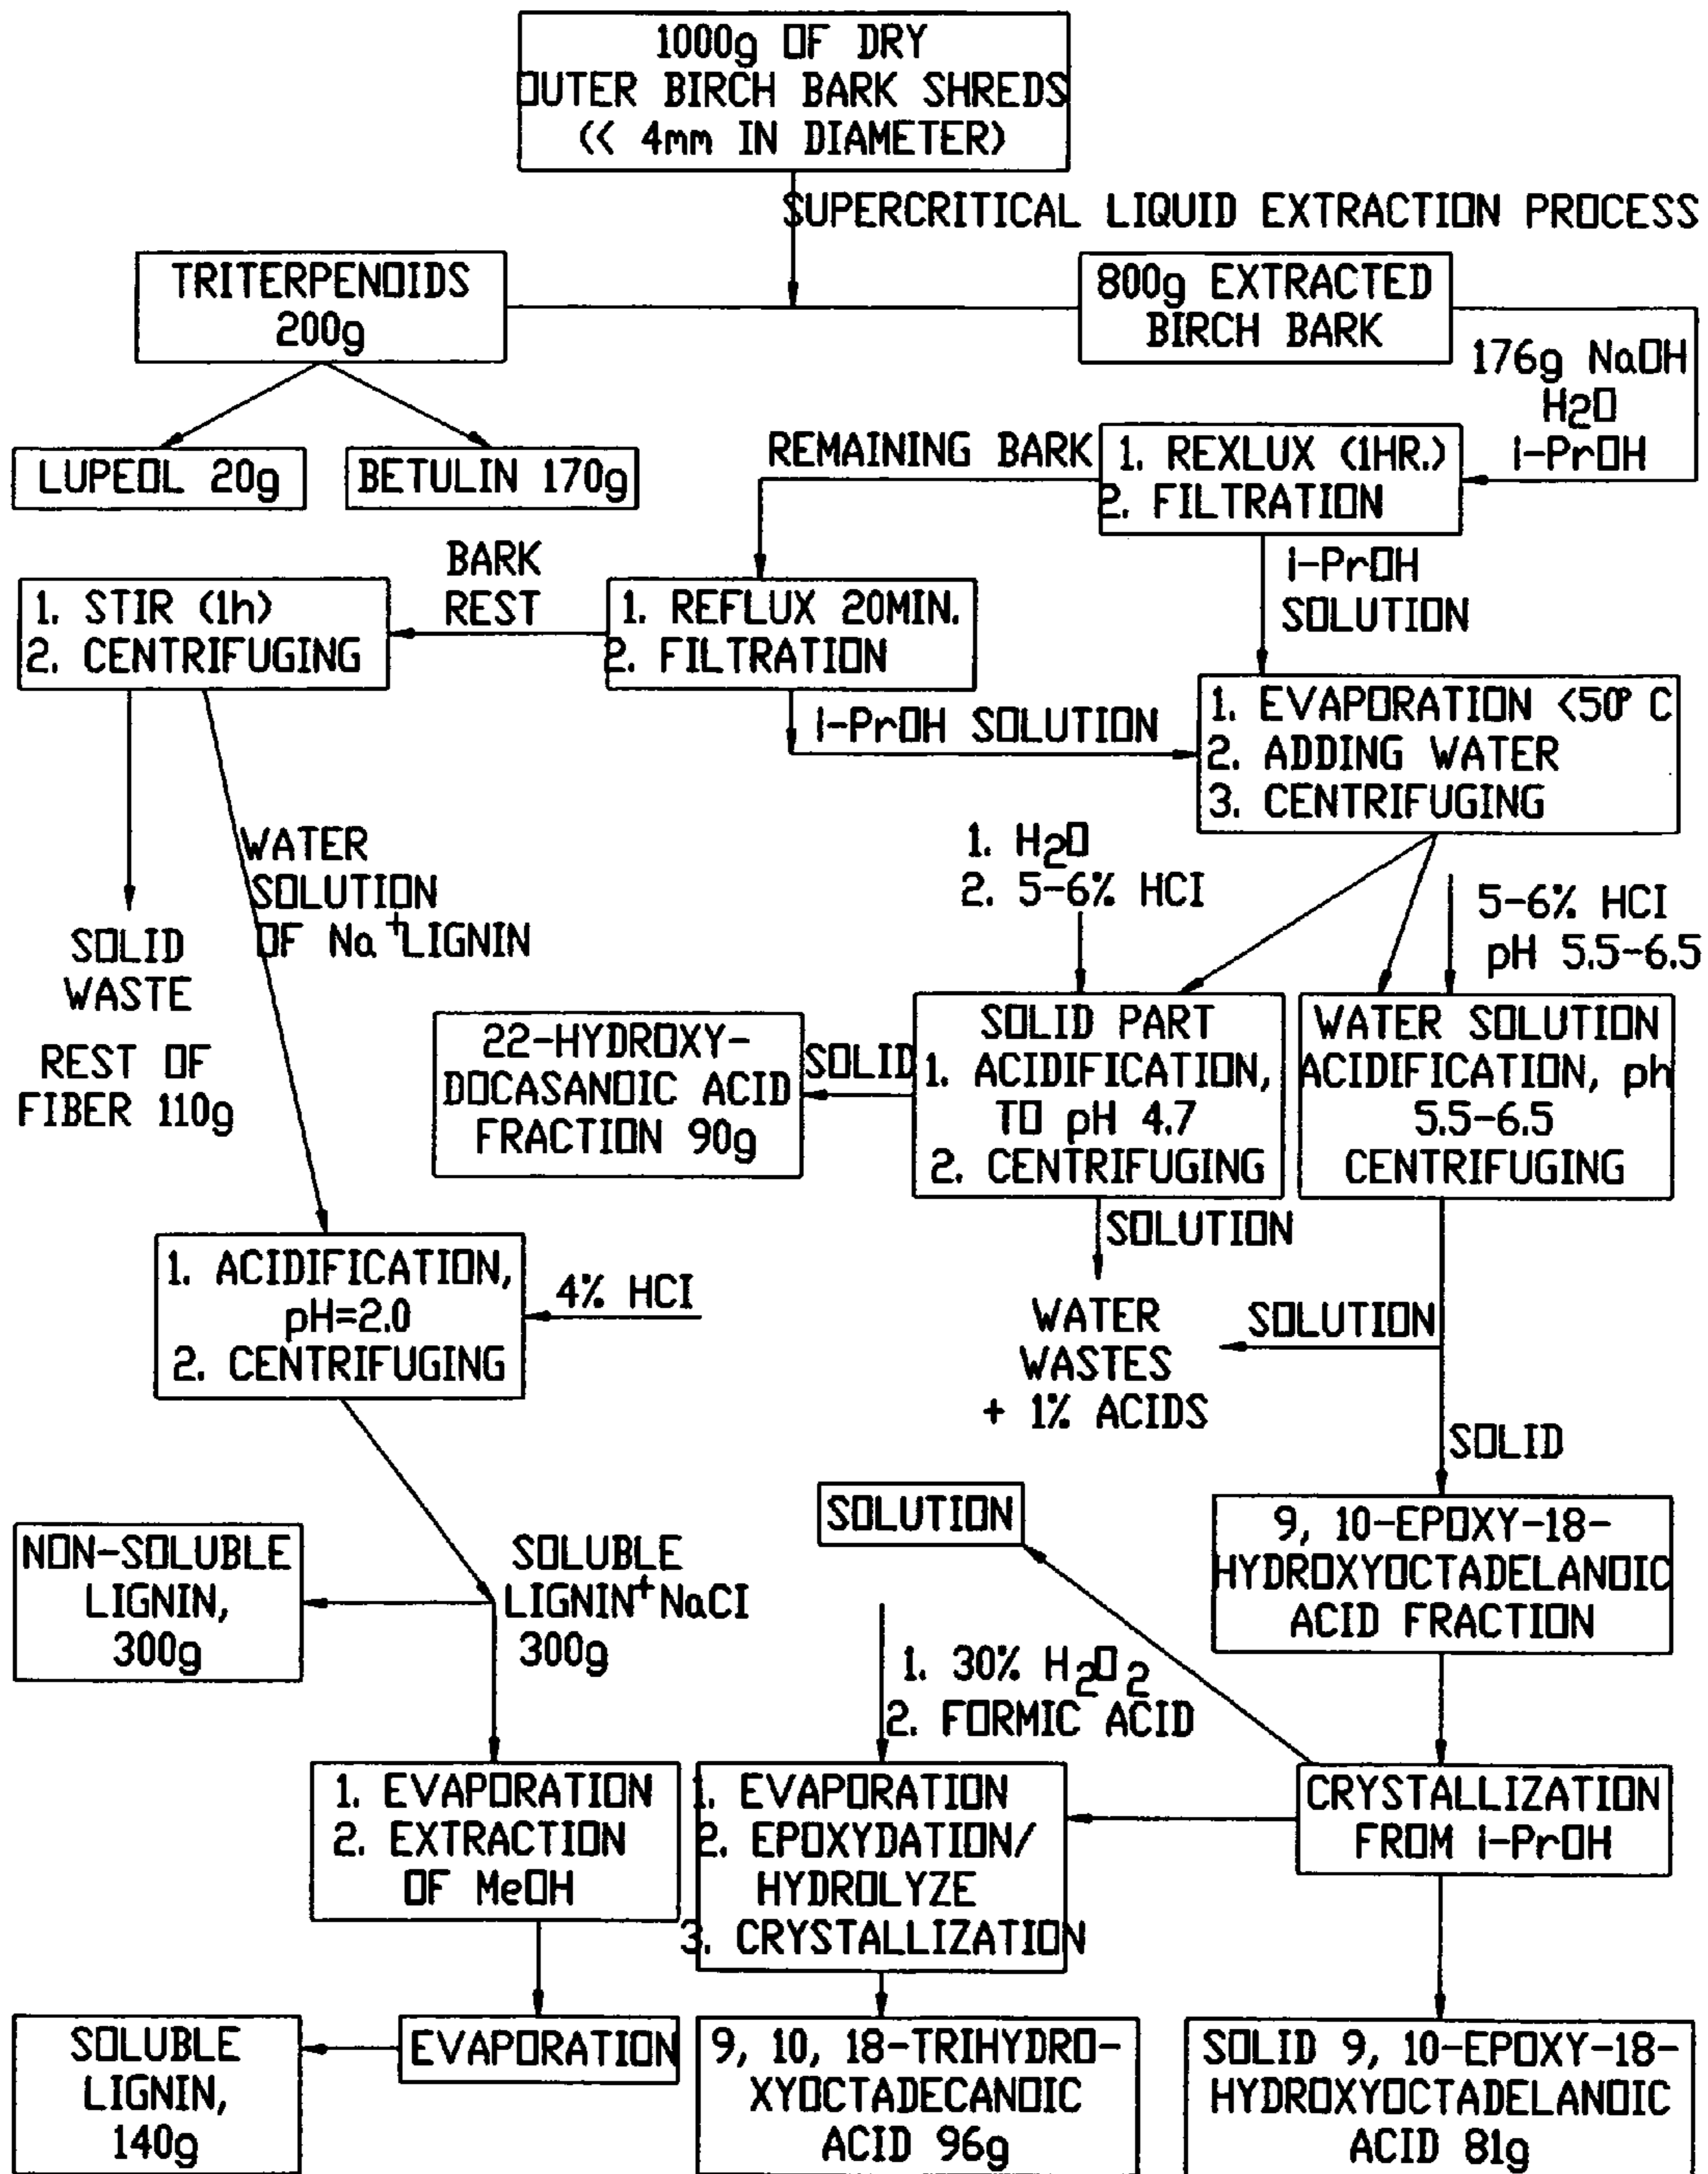 1000g OF DRY
OUTER BIRCH BARK SHREDS
(< 4mm IN DIAMETER)
SUPERCRITICAL LIQUID EXTRACTION PROCESS
TRITERPENOIDS
200g
800g EXTRACTED
BIRCH BARK
176g NaOH
H2O
i-PrOH
LUPEOL 20g
BETULIN 170g
REMAINING BARK
1. REXLUX (1HR.)
2. FILTRATION
BARK
REST
i-PrOH
SOLUTION
1. STIR (1h)
2. CENTRIFUGING
1. REFLUX 20MIN.
2. FILTRATION
i-PrOH SOLUTION
1. EVAPORATION <50° C
2. ADDING WATER
3. CENTRIFUGING
WATER
SOLUTION
OF Na+LIGNIN
1. H2O
2. 5-6% HCl
5-6% HCl
pH 5.5-6.5
SOLID
WASTE
REST OF
FIBER 110g
22-HYDROXY-
DOCASANOIC ACID
FRACTION 90g
SOLID
SOLID PART
1. ACIDIFICATION,
TO pH 4.7
2. CENTRIFUGING
WATER SOLUTION
ACIDIFICATION, ph
5.5-6.5
CENTRIFUGING
SOLUTION
1. ACIDIFICATION,
pH=2.0
2. CENTRIFUGING
4% HCl
WATER
WASTES
+ 1% ACIDS
SOLUTION
SOLID
SOLUTION
9, 10-EPOXY-18-
HYDROXYOCTADELANOIC
ACID FRACTION
NON-SOLUBLE
LIGNIN,
300g
SOLUBLE
LIGNIN+NaCl
300g
1. 30% H2O2
2. FORMIC ACID
1. EVAPORATION
2. EXTRACTION
OF MeOH
1. EVAPORATION
2. EPOXYDATION/
HYDROLYZE
3. CRYSTALLIZATION
CRYSTALLIZATION
FROM i-PrOH
SOLUBLE
LIGNIN,
140g
EVAPORATION
9, 10, 18-TRIHYDRO-
XYOCTADECANOIC
ACID 96g
SOLID 9, 10-EPOXY-18-
HYDROXYOCTADELANOIC
ACID 81g